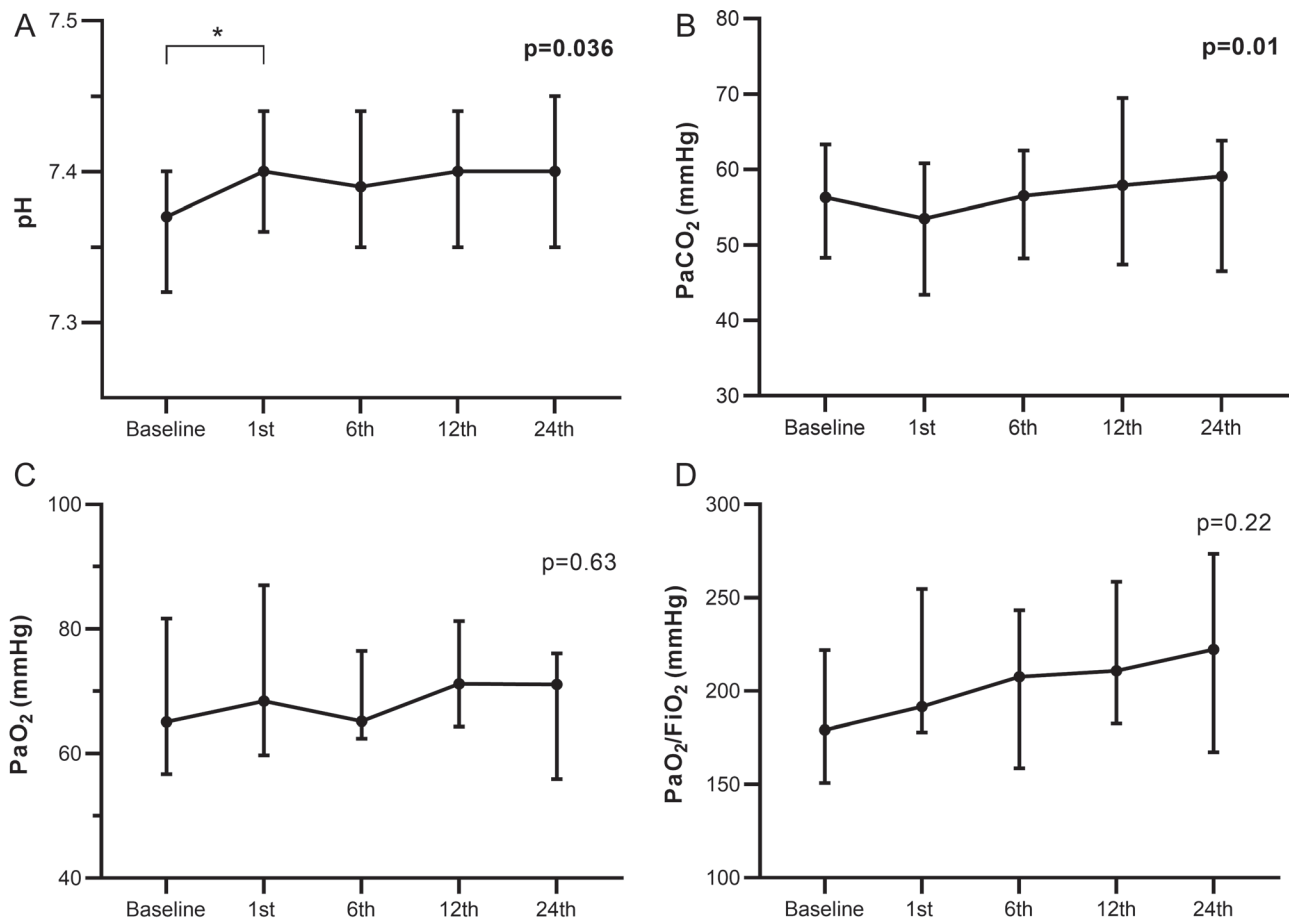 A
7.5
*
p=0.036
7.4
pH
7.3
Baseline 1st 6th 12th 24th
B
80
p=0.01
70
60
PaCO₂ (mmHg)
50
40
30
Baseline 1st 6th 12th 24th
C
100
p=0.63
80
PaO₂ (mmHg)
60
40
Baseline 1st 6th 12th 24th
D
300
p=0.22
250
200
PaO₂/FiO₂ (mmHg)
150
100
Baseline 1st 6th 12th 24th